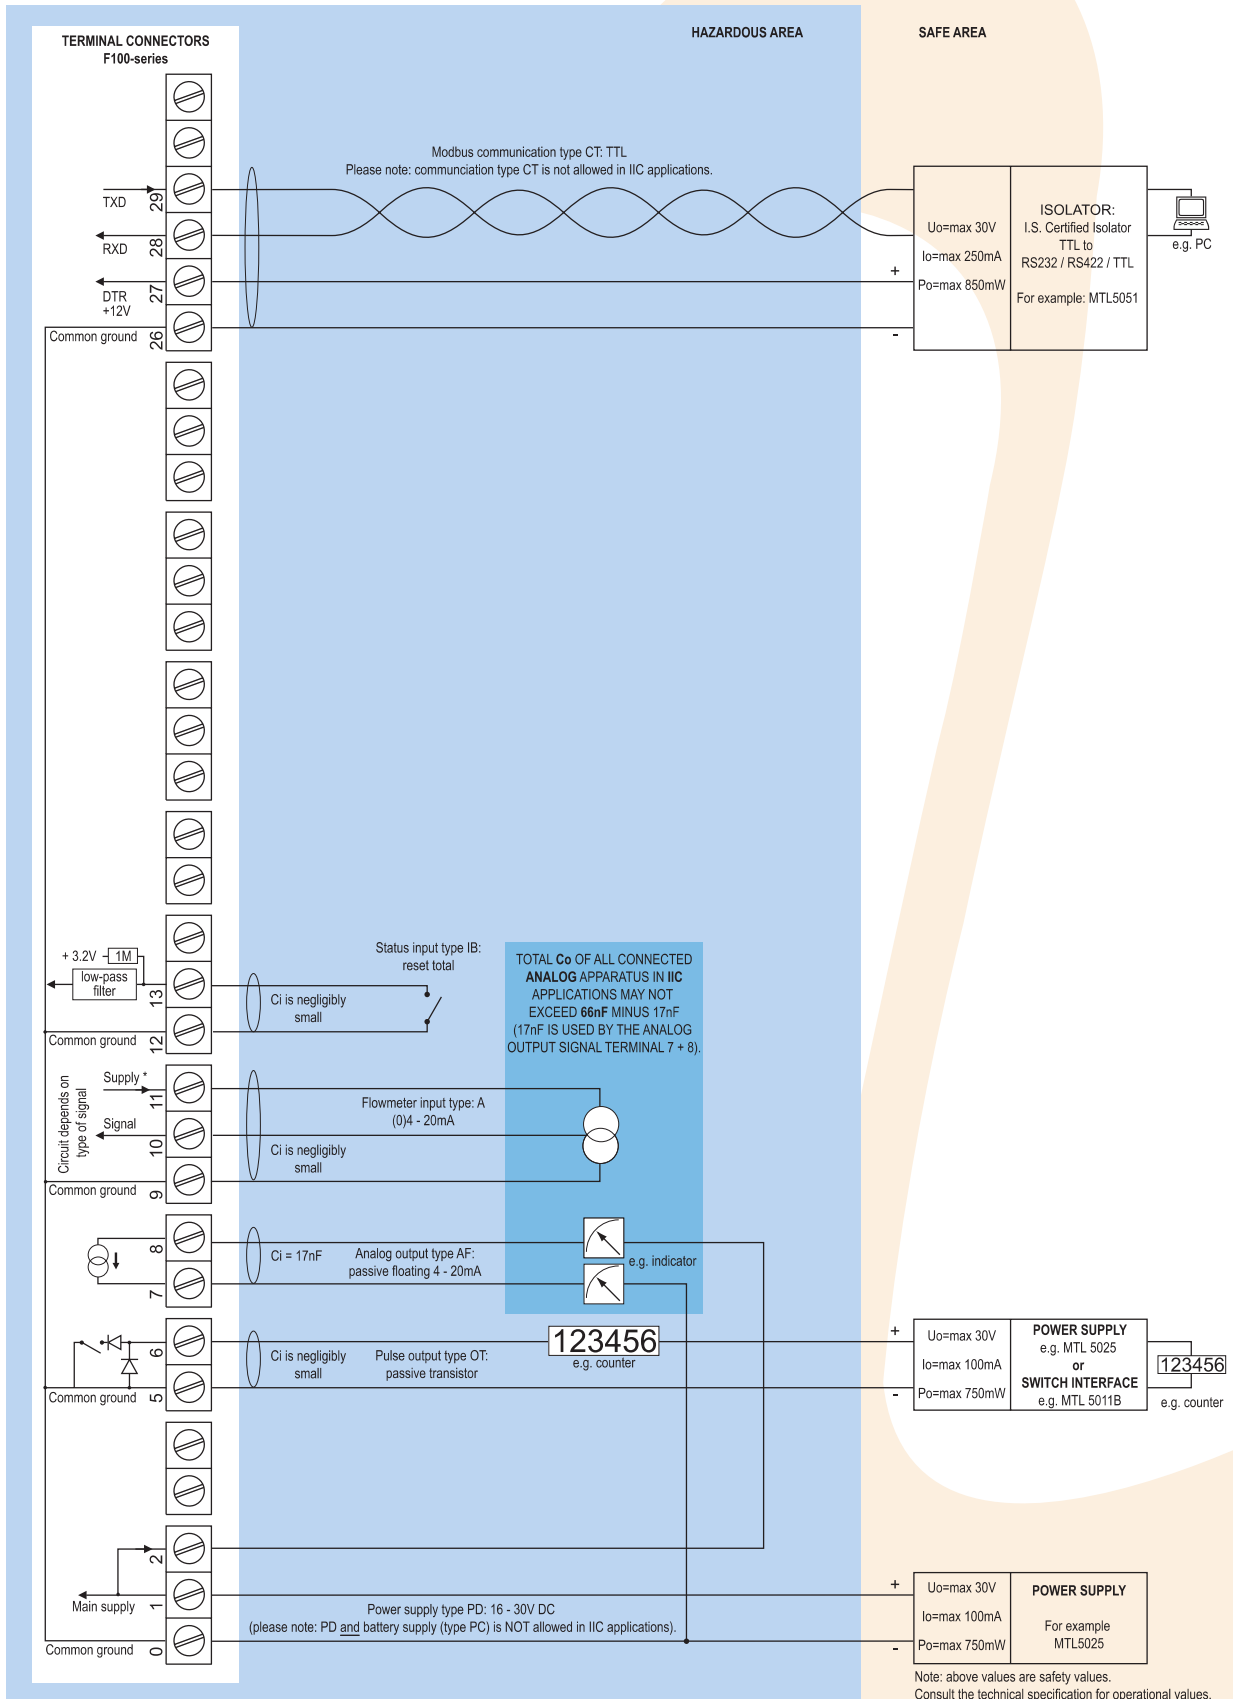 HAZARDOUS AREA
SAFE AREA
TERMINAL CONNECTORS
F100-series
Modbus communication type CT: TTL
Please note: communciation type CT is not allowed in IIC applications.
TXD
29
RXD
28
DTR
+12V
27
Common ground
26
+
-
Uo=max 30V
Io=max 250mA
Po=max 850mW
ISOLATOR:
I.S. Certified Isolator
TTL to
RS232 / RS422 / TTL
For example: MTL5051
e.g. PC
+ 3.2V
1M
low-pass
filter
13
Common ground
12
Ci is negligibly
small
Status input type IB:
reset total
TOTAL Co OF ALL CONNECTED
ANALOG APPARATUS IN IIC
APPLICATIONS MAY NOT
EXCEED 66nF MINUS 17nF
(17nF IS USED BY THE ANALOG
OUTPUT SIGNAL TERMINAL 7 + 8).
Circuit depends on
type of signal
Supply *
11
Signal
10
Common ground
9
Flowmeter input type: A
(0)4 - 20mA
Ci is negligibly
small
8
7
Ci = 17nF
Analog output type AF:
passive floating 4 - 20mA
e.g. indicator
6
Common ground
5
Ci is negligibly
small
Pulse output type OT:
passive transistor
123456
e.g. counter
+
-
Uo=max 30V
Io=max 100mA
Po=max 750mW
POWER SUPPLY
e.g. MTL 5025
or
SWITCH INTERFACE
e.g. MTL 5011B
123456
e.g. counter
2
Main supply
1
Common ground
0
Power supply type PD: 16 - 30V DC
(please note: PD and battery supply (type PC) is NOT allowed in IIC applications).
+
-
Uo=max 30V
Io=max 100mA
Po=max 750mW
POWER SUPPLY
For example
MTL5025
Note: above values are safety values.
Consult the technical specification for operational values.